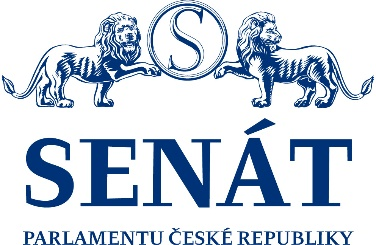 S
SENÁT
PARLAMENTU ČESKÉ REPUBLIKY